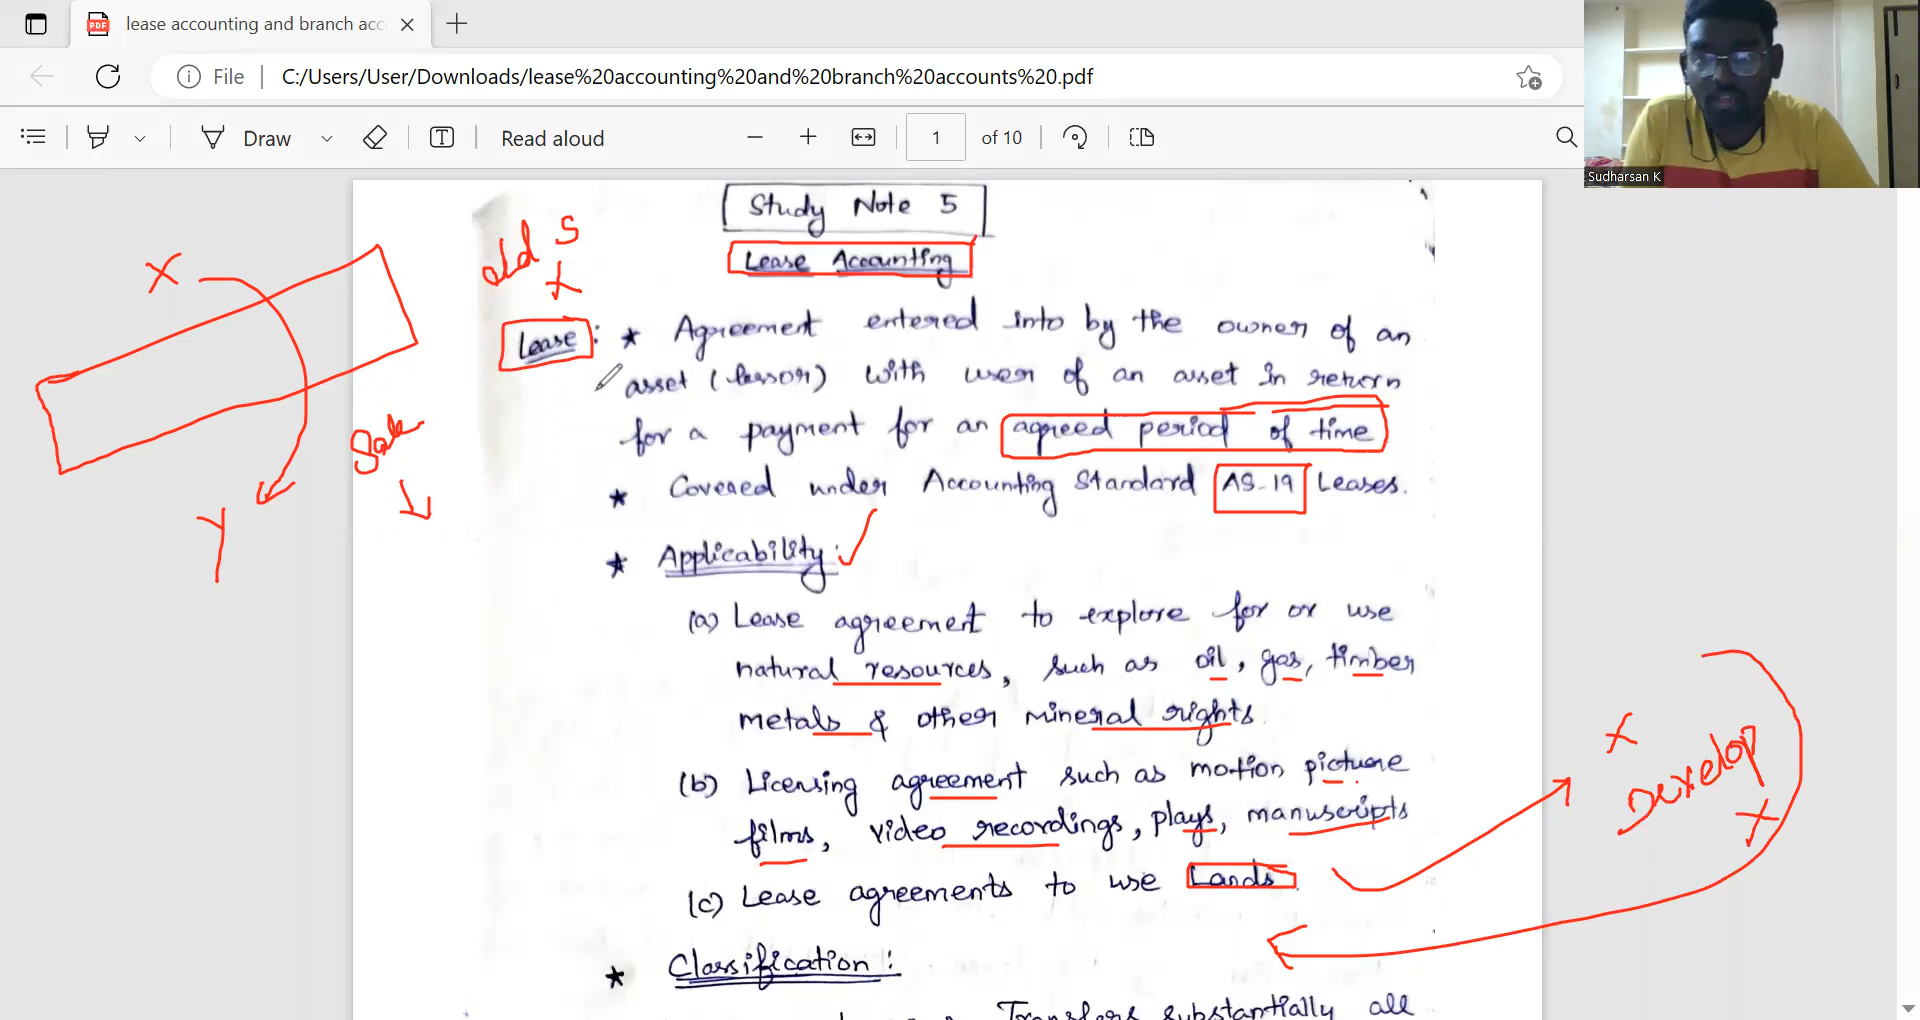 lease accounting and branch acc
File
C:/Users/User/Downloads/lease%20accounting%20and%20branch%20accounts%20.pdf
Draw
Read aloud
1
of 10
Sudharsan K
Study Note 5
Lease Accounting
old S
X
Lease : ★ Agreement entered into by the owner of an
asset (lessor) with user of an asset in return
for a payment for an agreed period of time
★ Covered under Accounting Standard AS-19 Leases.
★ Applicability:
(a) Lease agreement to explore for or use
natural resources, such as oil, gas, timber
metals & other mineral rights.
(b) Licensing agreement such as motion picture
films, video recordings, plays, manuscripts
(c) Lease agreements to use Lands.
★ Classification:
Transfers substantially all
X
Y
Sale
X
Develop
X